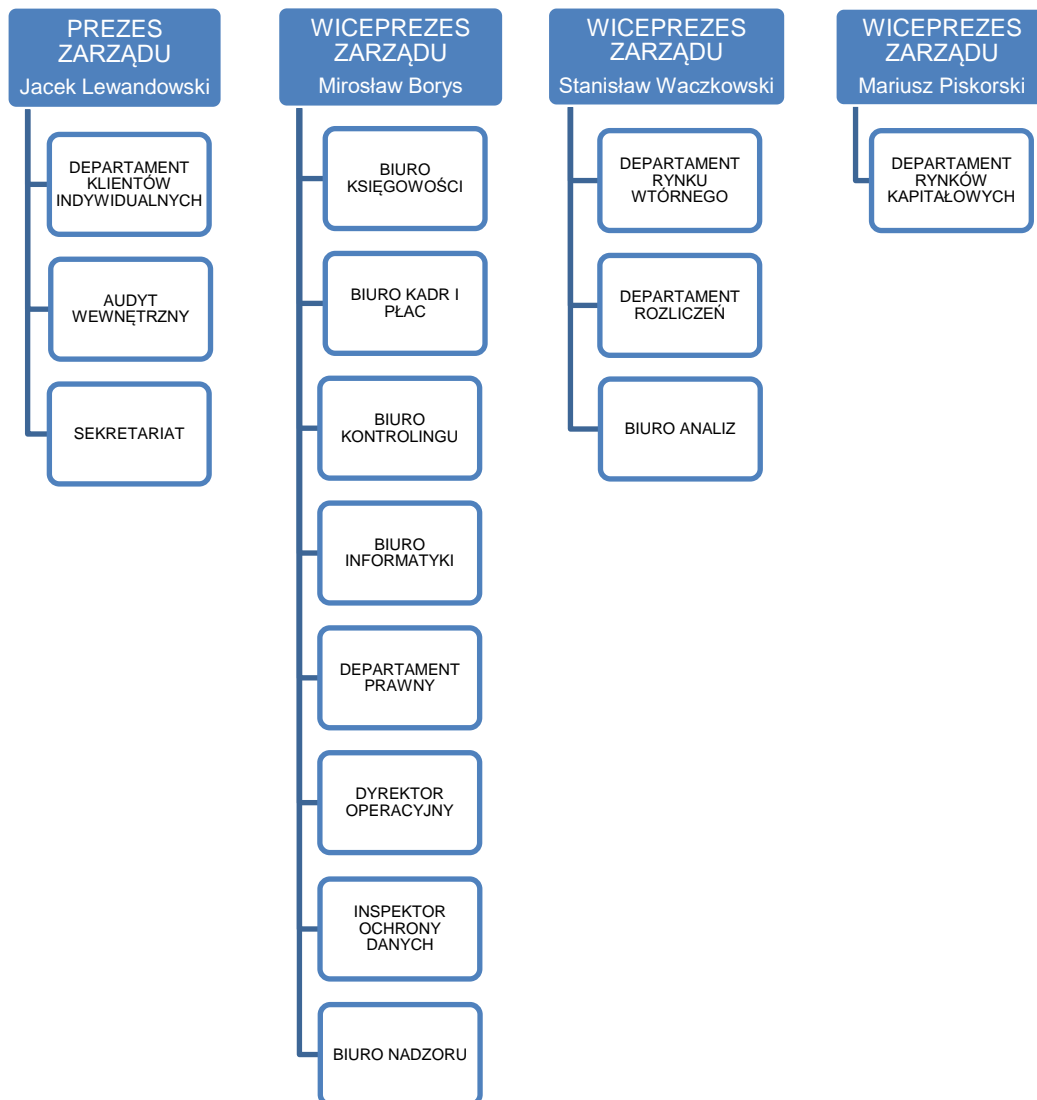 PREZES
ZARZĄDU
Jacek Lewandowski
DEPARTAMENT
KLIENTÓW
INDYWIDUALNYCH
AUDYT
WEWNĘTRZNY
SEKRETARIAT
WICEPREZES
ZARZĄDU
Mirosław Borys
BIURO
KSIĘGOWOŚCI
BIURO KADR I
PŁAC
BIURO
KONTROLINGU
BIURO
INFORMATYKI
DEPARTAMENT
PRAWNY
DYREKTOR
OPERACYJNY
INSPEKTOR
OCHRONY
DANYCH
BIURO NADZORU
WICEPREZES
ZARZĄDU
Stanisław Waczkowski
DEPARTAMENT
RYNKU
WTÓRNEGO
DEPARTAMENT
ROZLICZEŃ
BIURO ANALIZ
WICEPREZES
ZARZĄDU
Mariusz Piskorski
DEPARTAMENT
RYNKÓW
KAPITAŁOWYCH